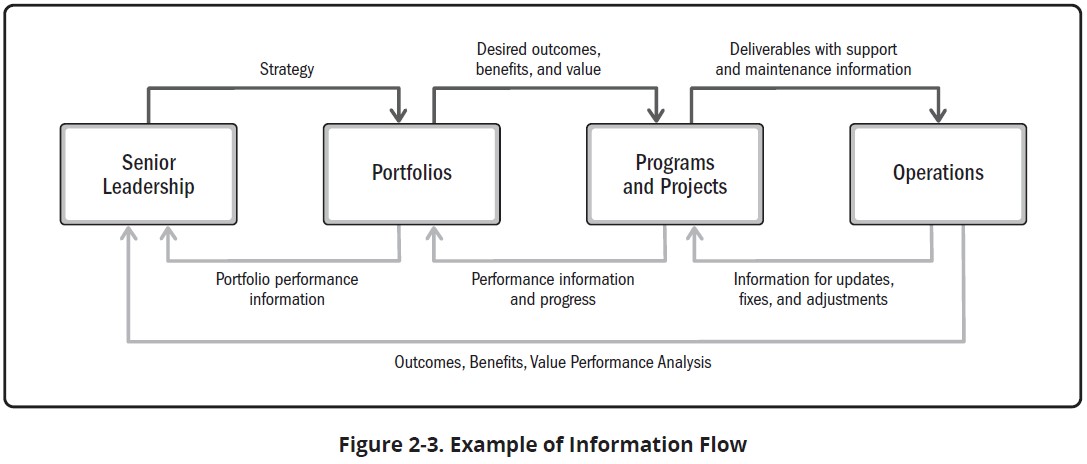 Strategy
Desired outcomes,
benefits, and value
Deliverables with support
and maintenance information
Senior
Leadership
Portfolios
Programs
and Projects
Operations
Portfolio performance
information
Performance information
and progress
Information for updates,
fixes, and adjustments
Outcomes, Benefits, Value Performance Analysis
Figure 2-3. Example of Information Flow